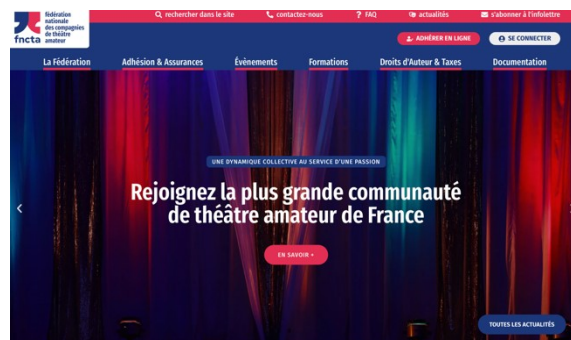 fédération
nationale
des compagnies
de théâtre
amateur
fncta
rechercher dans le site
contactez-nous
? FAQ
actualités
s'abonner à l'infolettre
ADHÉRER EN LIGNE
SE CONNECTER
La Fédération
Adhésion & Assurances
Évènements
Formations
Droits d'Auteur & Taxes
Documentation
UNE DYNAMIQUE COLLECTIVE AU SERVICE D'UNE PASSION
Rejoignez la plus grande communauté
de théâtre amateur de France
EN SAVOIR +
TOUTES LES ACTUALITÉS